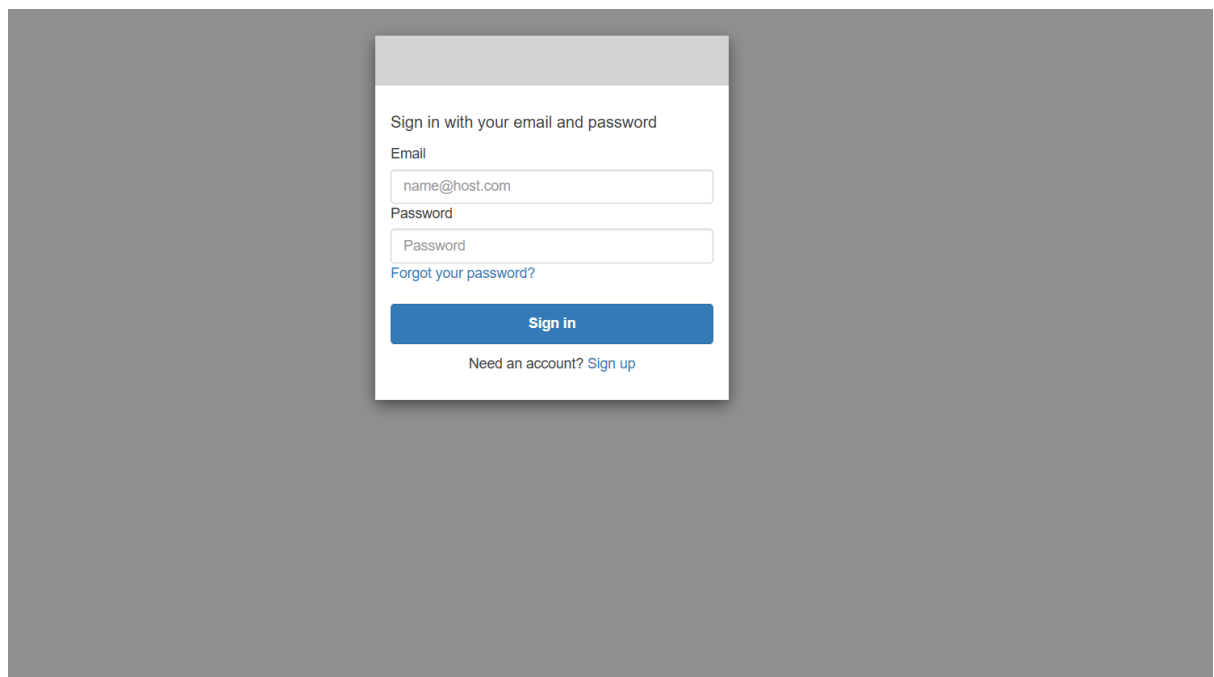 Sign in with your email and password
Email
name@host.com
Password
Password
Forgot your password?
Sign in
Need an account? Sign up